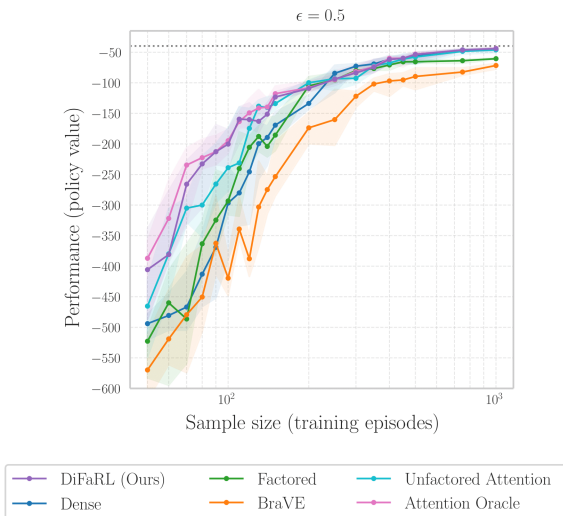 ϵ = 0.5
Performance (policy value)
−50
−100
−150
−200
−250
−300
−350
−400
−450
−500
−550
−600
10²
10³
Sample size (training episodes)
DiFaRL (Ours)
Factored
Unfactored Attention
Dense
BraVE
Attention Oracle